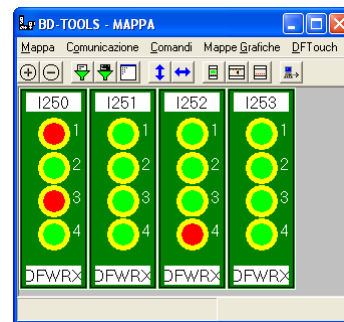 BD-TOOLS - MAPPA
Mappa Comunicazione Comandi Mappe Grafiche DFTouch
I250 I251 I252 I253
1 1 1 1
2 2 2 2
3 3 3 3
4 4 4 4
DFWRX DFWRX DFWRX DFWRX